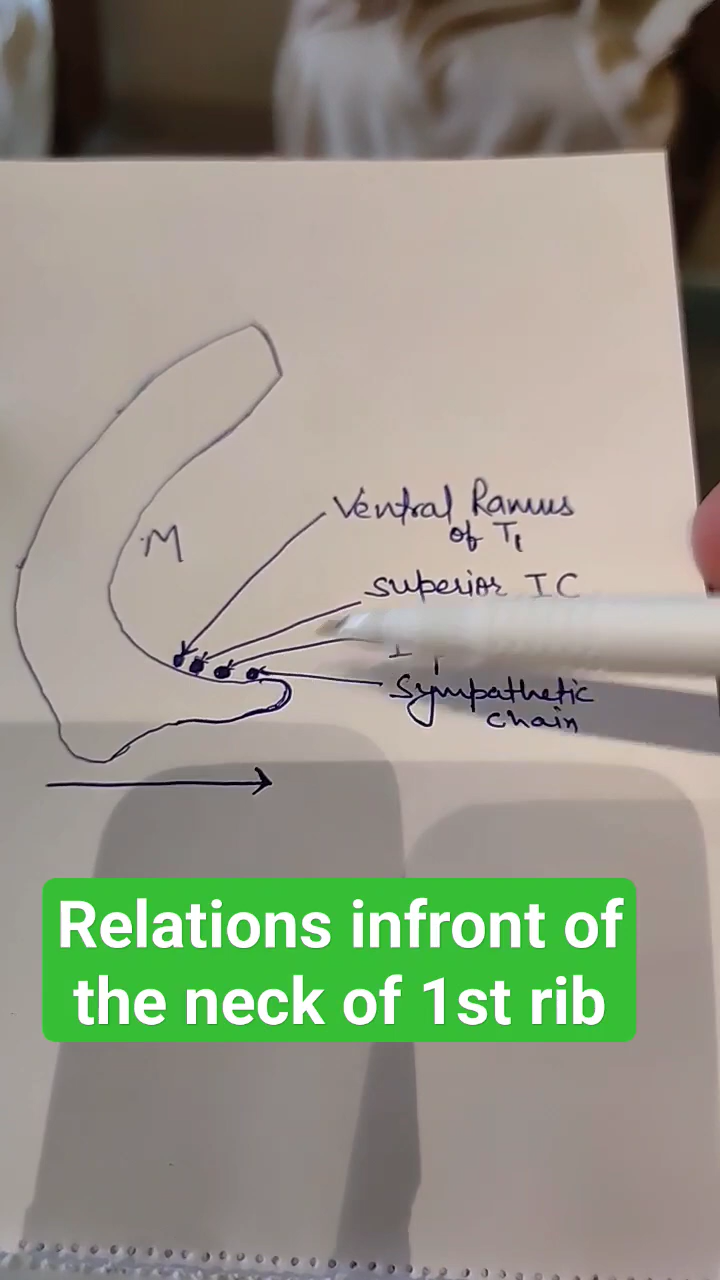 Ventral Ramus
of T1
M
Superior IC
Sympathetic
chain
Relations infront of
the neck of 1st rib